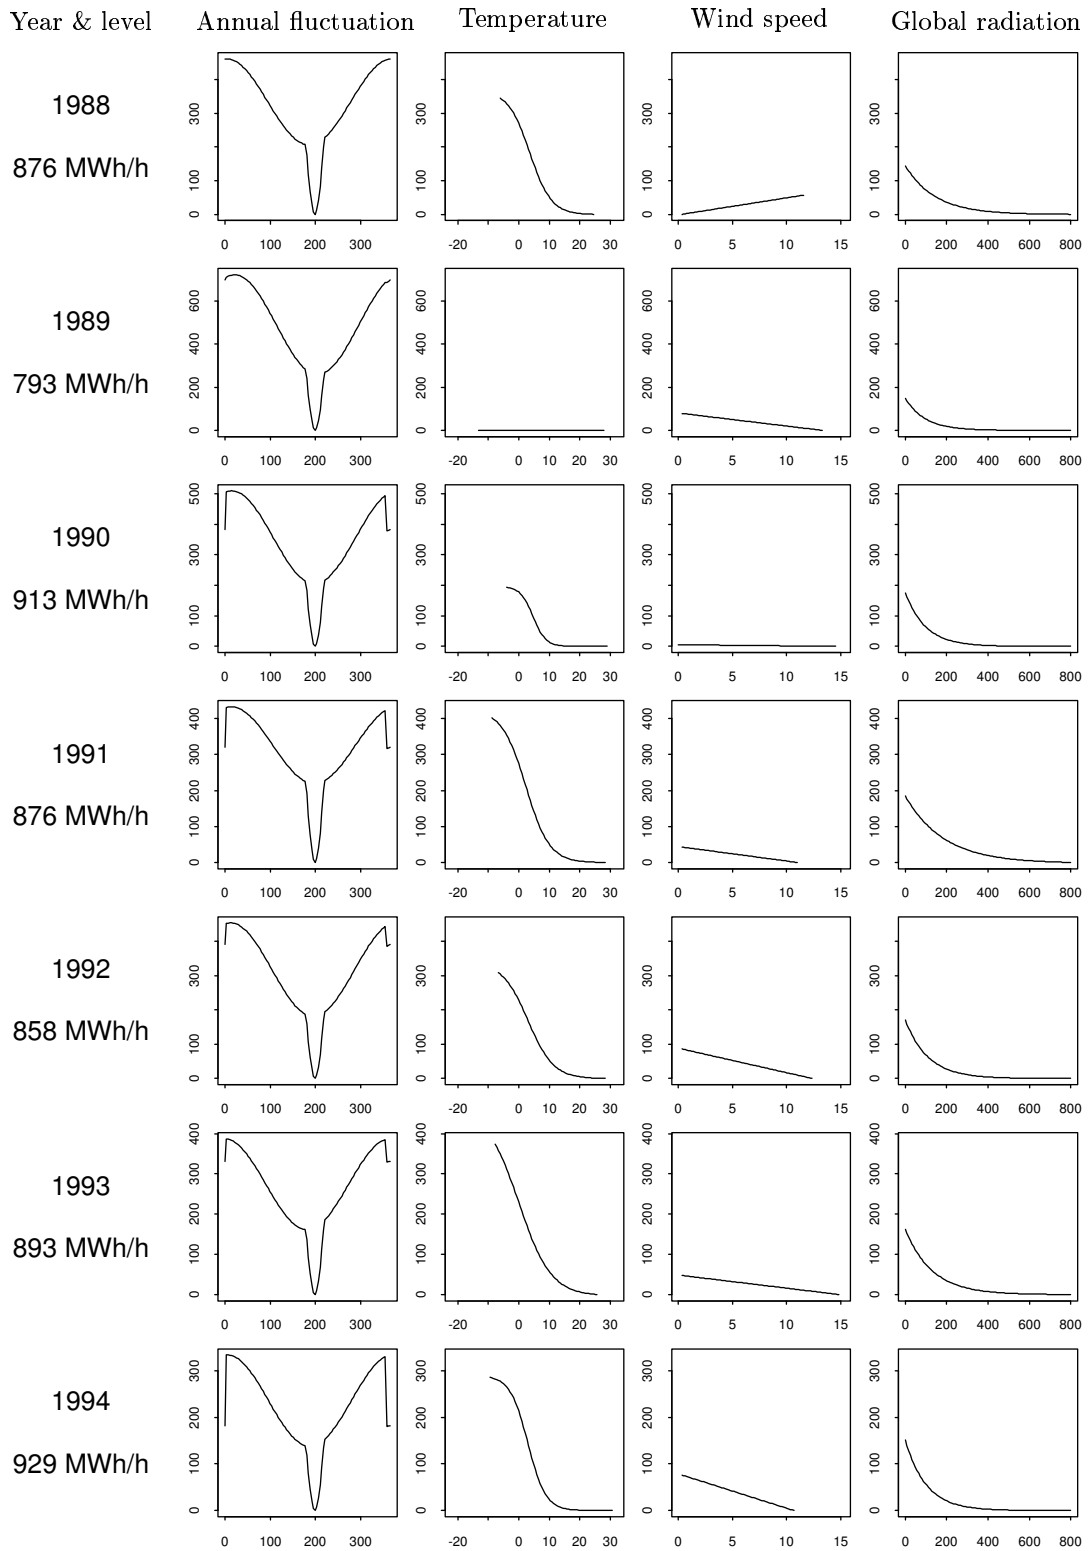 Year & level Annual fluctuation Temperature Wind speed Global radiation
1988
876 MWh/h
0 100 300
0 100 200 300
0 100 300
-20 0 10 20 30
0 100 300
0 5 10 15
0 100 300
0 200 400 600 800
1989
793 MWh/h
0 200 400 600
0 100 200 300
0 200 400 600
-20 0 10 20 30
0 200 400 600
0 5 10 15
0 200 400 600
0 200 400 600 800
1990
913 MWh/h
0 100 300 500
0 100 200 300
0 100 300 500
-20 0 10 20 30
0 100 300 500
0 5 10 15
0 100 300 500
0 200 400 600 800
1991
876 MWh/h
0 100 200 300 400
0 100 200 300
0 100 200 300 400
-20 0 10 20 30
0 100 200 300 400
0 5 10 15
0 100 200 300 400
0 200 400 600 800
1992
858 MWh/h
0 100 300
0 100 200 300
0 100 300
-20 0 10 20 30
0 100 300
0 5 10 15
0 100 300
0 200 400 600 800
1993
893 MWh/h
0 100 200 300 400
0 100 200 300
0 100 200 300 400
-20 0 10 20 30
0 100 200 300 400
0 5 10 15
0 100 200 300 400
0 200 400 600 800
1994
929 MWh/h
0 100 200 300
0 100 200 300
0 100 200 300
-20 0 10 20 30
0 100 200 300
0 5 10 15
0 100 200 300
0 200 400 600 800